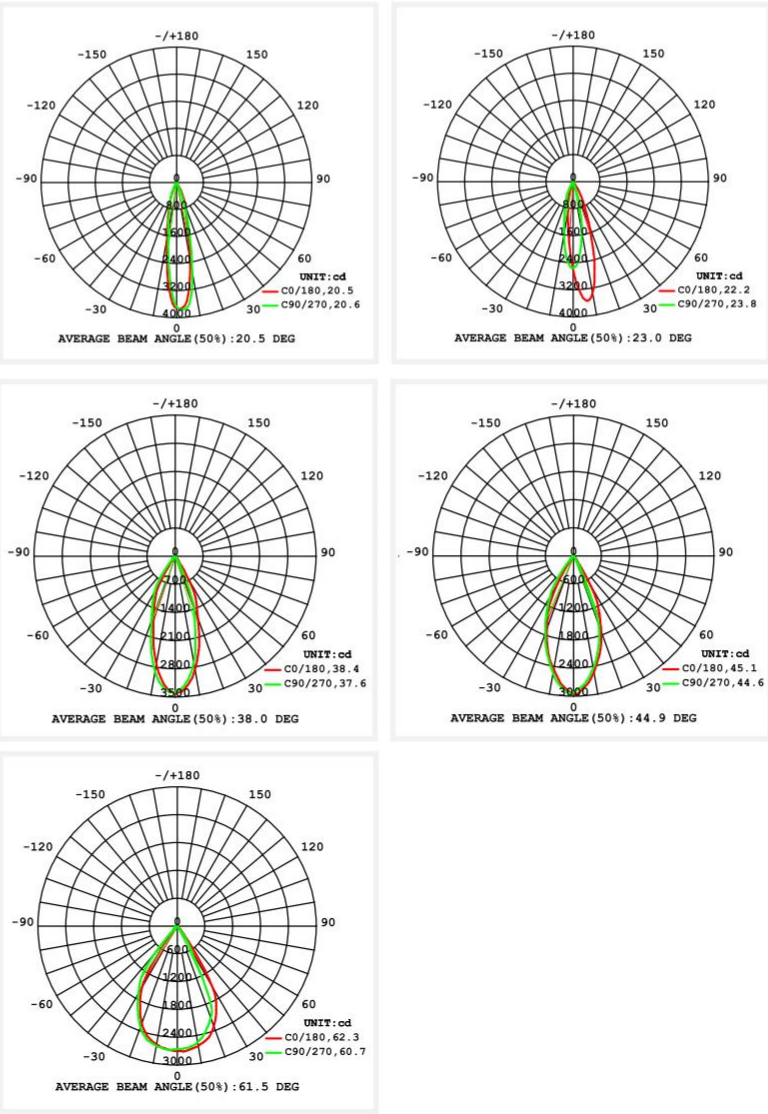 -/+180
-150 150
-120 120
-90 0 90
800
1600
-60 2400 60
UNIT:cd
3200 C0/180,20.5
-30 4000 30 C90/270,20.6
0
AVERAGE BEAM ANGLE(50%):20.5 DEG
-/+180
-150 150
-120 120
-90 0 90
800
1600
-60 2400 60
UNIT:cd
3200 C0/180,22.2
-30 4000 30 C90/270,23.8
0
AVERAGE BEAM ANGLE(50%):23.0 DEG
-/+180
-150 150
-120 120
-90 0 90
700
1400
-60 2100 60
UNIT:cd
2800 C0/180,38.4
-30 3500 30 C90/270,37.6
0
AVERAGE BEAM ANGLE(50%):38.0 DEG
-/+180
-150 150
-120 120
-90 0 90
600
1200
-60 1800 60
UNIT:cd
2400 C0/180,45.1
-30 3000 30 C90/270,44.6
0
AVERAGE BEAM ANGLE(50%):44.9 DEG
-/+180
-150 150
-120 120
-90 0 90
600
1200
-60 1800 60
UNIT:cd
2400 C0/180,62.3
-30 3000 30 C90/270,60.7
0
AVERAGE BEAM ANGLE(50%):61.5 DEG